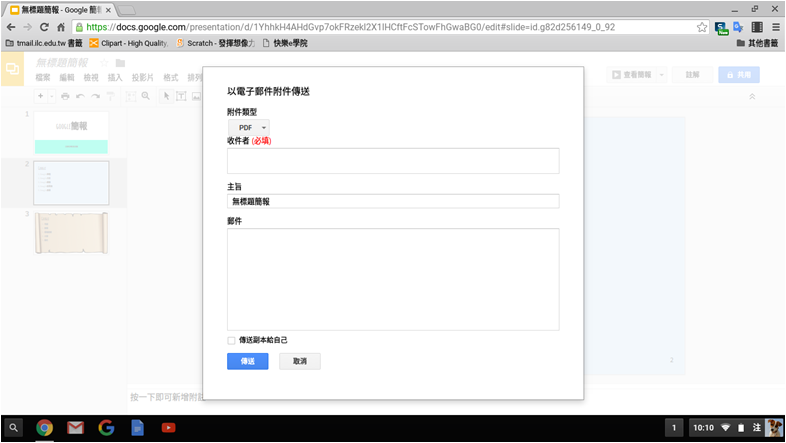 無標題簡報 - Google 簡報
https://docs.google.com/presentation/d/1YhhkH4AHdGvp7okFRzekI2X1IHCftFcSTowFhGwaBG0/edit#slide=id.g82d256149_0_92
tmail.ilc.edu.tw 書籤
Clipart - High Quality,
Scratch - 發揮想像力
快樂e學院
其他書籤
無標題簡報
檔案 編輯 檢視 插入 投影片 格式 排列
查看簡報
註解
共用
以電子郵件附件傳送
附件類型
PDF
收件者 (必填)
主旨
無標題簡報
郵件
傳送副本給自己
傳送
取消
1
簡報
2
3
2
按一下即可新增附註
1
10:10
注